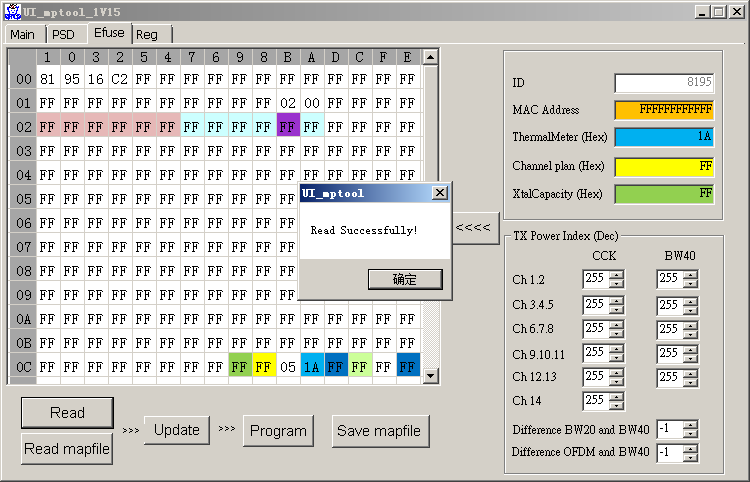 UI_mptool_1V15
Main PSD Efuse Reg
1 0 3 2 5 4 7 6 9 8 B A D C F E
00 81 95 16 C2 FF FF FF FF FF FF FF FF FF FF FF FF
01 FF FF FF FF FF FF FF FF FF FF 02 00 FF FF FF FF
02 FF FF FF FF FF FF FF FF FF FF FF FF FF FF FF FF
03 FF FF FF FF FF FF FF FF FF FF FF FF FF FF FF FF
04 FF FF FF FF FF FF FF FF FF FF FF FF FF FF FF FF
05 FF FF FF FF FF FF FF FF FF FF FF
06 FF FF FF FF FF FF FF FF FF FF FF
07 FF FF FF FF FF FF FF FF FF FF FF
08 FF FF FF FF FF FF FF FF FF FF FF
09 FF FF FF FF FF FF FF FF FF FF FF
0A FF FF FF FF FF FF FF FF FF FF FF FF FF FF FF FF
0B FF FF FF FF FF FF FF FF FF FF FF FF FF FF FF FF
0C FF FF FF FF FF FF FF FF FF FF 05 1A FF FF FF FF
UI_mptool
Read Successfully!
确定
<<<<
ID 8195
MAC Address FFFFFFFFFFFF
ThermalMeter (Hex) 1A
Channel plan (Hex) FF
XtalCapacity (Hex) FF
TX Power Index (Dec)
CCK BW40
Ch 1.2 255 255
Ch 3.4.5 255 255
Ch 6.7.8 255 255
Ch 9.10.11 255 255
Ch 12.13 255 255
Ch 14 255
Difference BW20 and BW40 -1
Difference OFDM and BW40 -1
Read
Read mapfile
>>> Update >>> Program Save mapfile